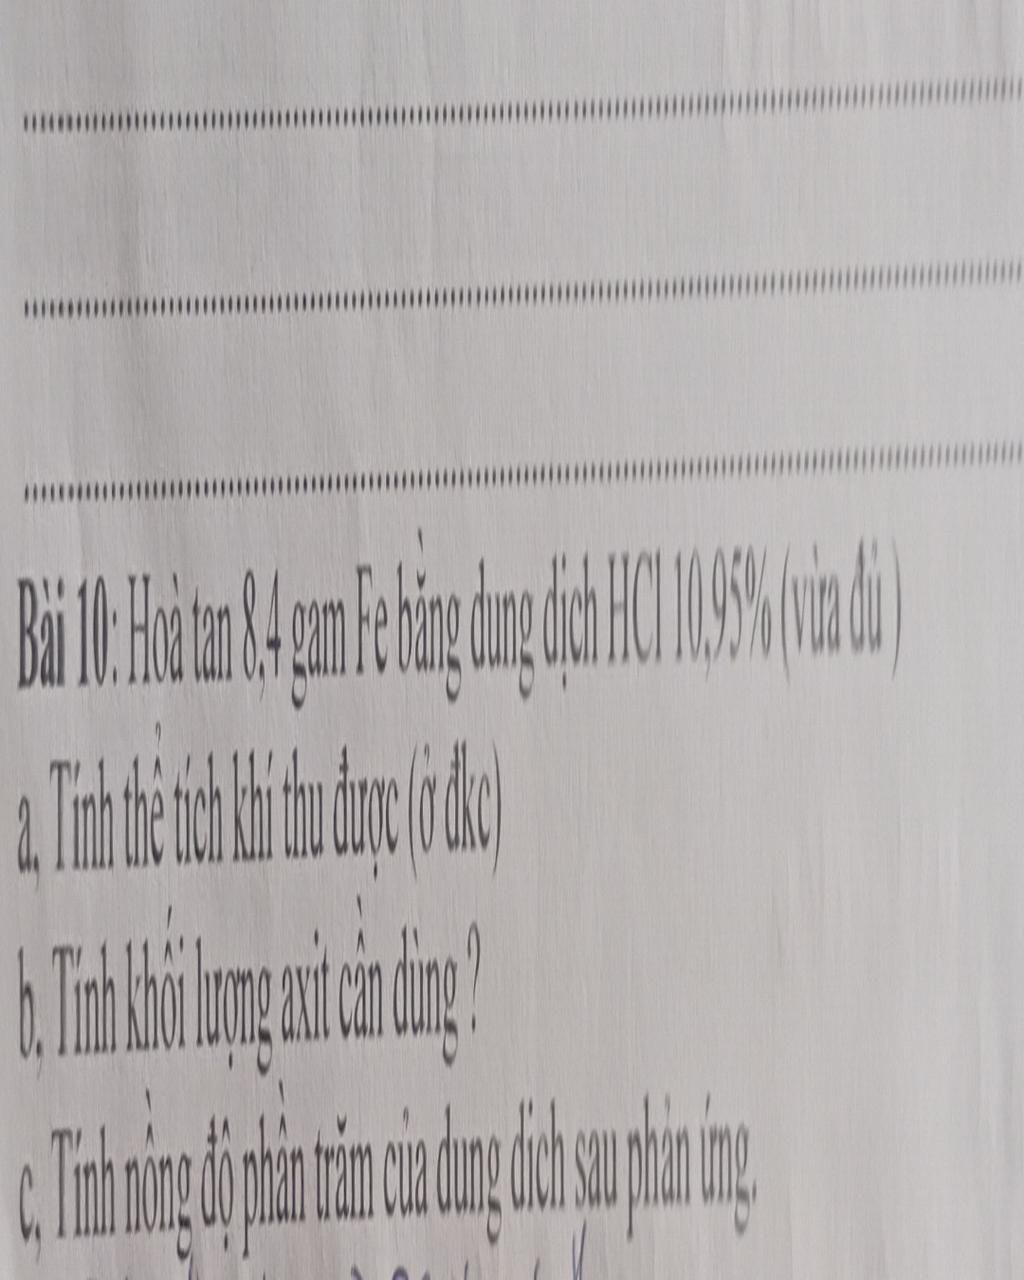 Bài 10: Hoà tan 8,4 gam Fe bằng dung dịch HCl 10,95% (vừa đủ )
a, Tính thể tích khí thu được (ở đkc)
b, Tính khối lượng axit cần dùng ?
c, Tính nồng độ phần trăm của dung dich sau phản ứng.